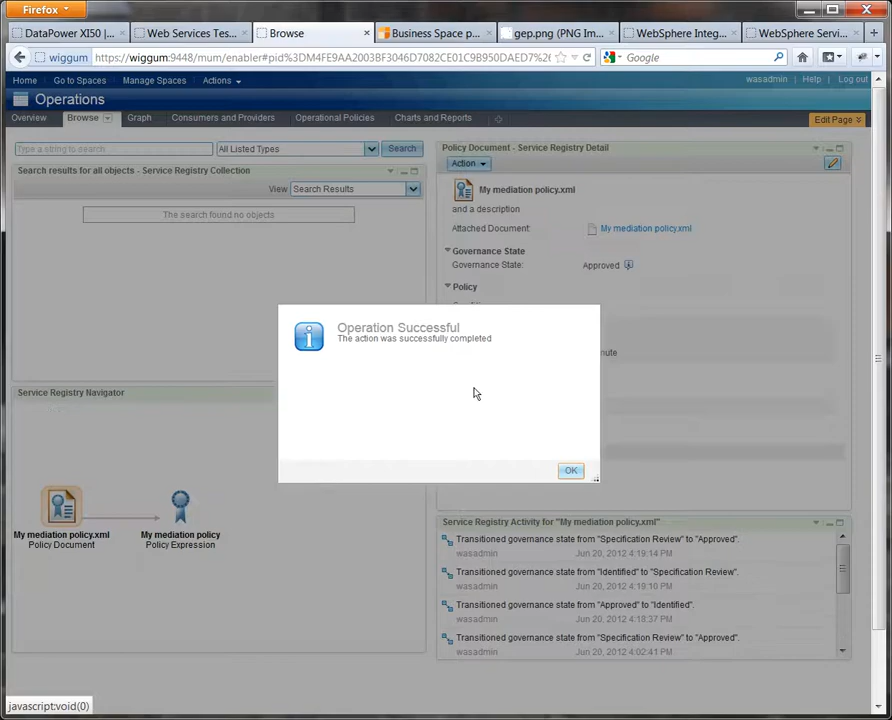 Firefox
DataPower XI50 |...
Web Services Tes...
Browse
Business Space p...
gep.png (PNG Im...
WebSphere Integ...
WebSphere Servi...
wiggum
wiggum:9448/mum/enabler#pid%3DM4FE9AA2003BF3046D7082CE1B950DAED7%2(
Google
Home
Go to Spaces
Manage Spaces
Actions
wasadmin
Help
Log out
Operations
Overview
Browse
Graph
Consumers and Providers
Operational Policies
Charts and Reports
Edit Page
Type a string to search...
All Listed Types
Search
Search results for all objects - Service Registry Collection
View
Search Results
The search found no objects
Policy Document - Service Registry Detail
Action
My mediation policy.xml
and a description
Attached Document:
My mediation policy.xml
Governance State
Governance State:
Approved
Policy
Operation Successful
The action was successfully completed
OK
Service Registry Navigator
My mediation policy.xml
Policy Document
My mediation policy
Policy Expression
Service Registry Activity for "My mediation policy.xml"
Transitioned governance state from "Specification Review" to "Approved".
wasadmin
Jun 20, 2012 4:19:14 PM
Transitioned governance state from "Identified" to "Specification Review".
wasadmin
Jun 20, 2012 4:19:10 PM
Transitioned governance state from "Approved" to "Identified".
wasadmin
Jun 20, 2012 4:18:37 PM
Transitioned governance state from "Specification Review" to "Approved".
wasadmin
Jun 20, 2012 4:02:41 PM
javascript:void(0)